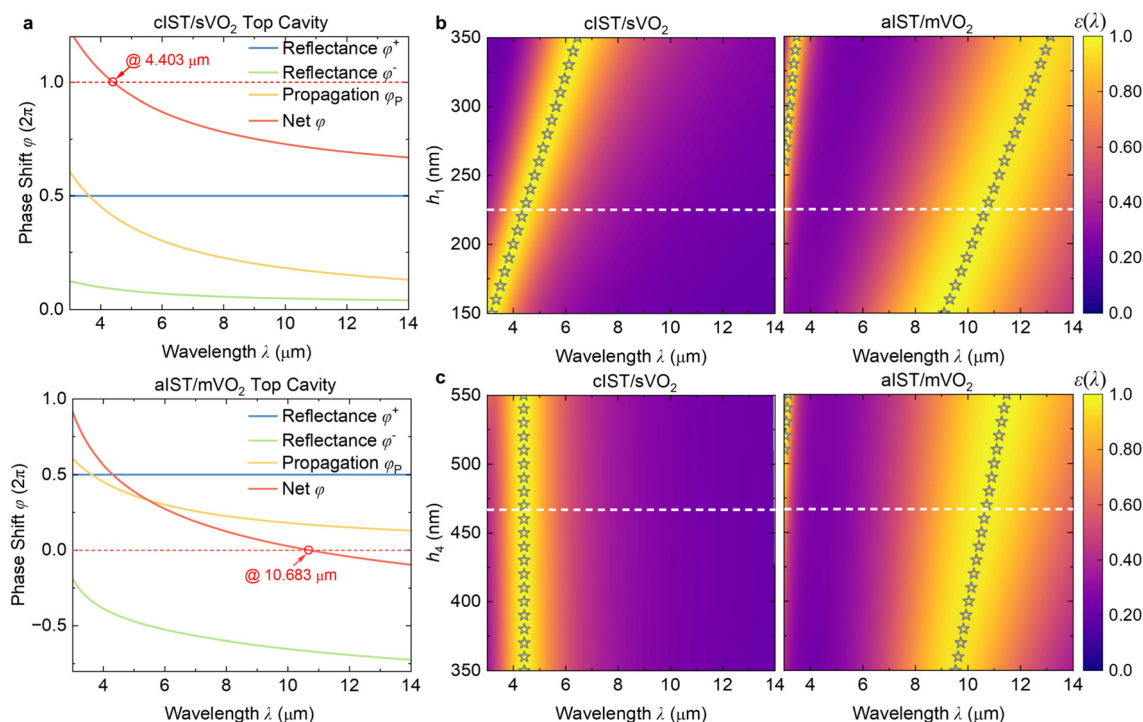 a
cIST/sVO₂ Top Cavity
@ 4.403 μm
Reflectance φ⁺
Reflectance φ⁻
Propagation φP
Net φ
1.0
0.5
0.0
Phase Shift φ (2π)
4 6 8 10 12 14
Wavelength λ (μm)
aIST/mVO₂ Top Cavity
Reflectance φ⁺
Reflectance φ⁻
Propagation φP
Net φ
@ 10.683 μm
1.0
0.5
0.0
−0.5
Phase Shift φ (2π)
4 6 8 10 12 14
Wavelength λ (μm)
b
cIST/sVO₂
aIST/mVO₂
ε(λ)
350
300
250
200
150
h₁ (nm)
4 6 8 10 12 14
4 6 8 10 12 14
Wavelength λ (μm)
Wavelength λ (μm)
1.0
0.80
0.60
0.40
0.20
0.0
c
cIST/sVO₂
aIST/mVO₂
ε(λ)
550
500
450
400
350
h₄ (nm)
4 6 8 10 12 14
4 6 8 10 12 14
Wavelength λ (μm)
Wavelength λ (μm)
1.0
0.80
0.60
0.40
0.20
0.0